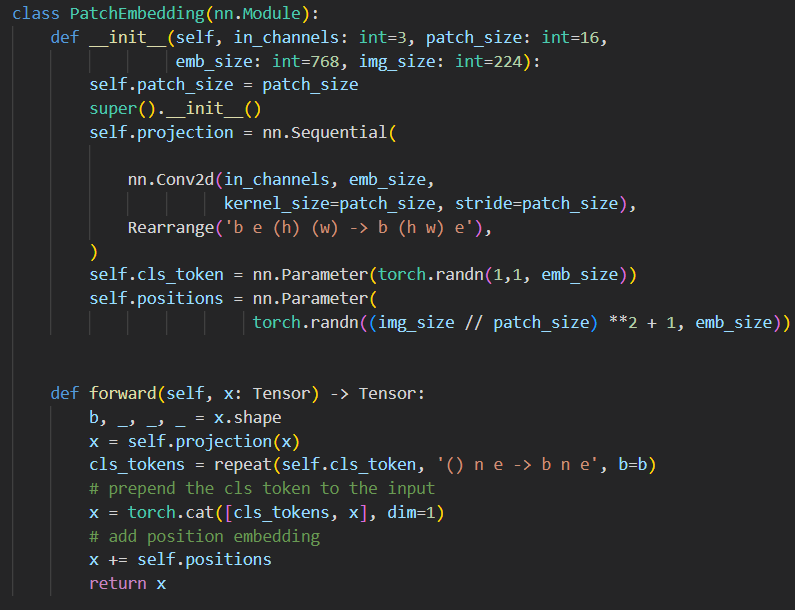 class PatchEmbedding(nn.Module):
    def __init__(self, in_channels: int=3, patch_size: int=16,
                 emb_size: int=768, img_size: int=224):
        self.patch_size = patch_size
        super().__init__()
        self.projection = nn.Sequential(
            nn.Conv2d(in_channels, emb_size,
                      kernel_size=patch_size, stride=patch_size),
            Rearrange('b e (h) (w) -> b (h w) e'),
        )
        self.cls_token = nn.Parameter(torch.randn(1,1, emb_size))
        self.positions = nn.Parameter(
                         torch.randn((img_size // patch_size) **2 + 1, emb_size))
    def forward(self, x: Tensor) -> Tensor:
        b, _, _, _ = x.shape
        x = self.projection(x)
        cls_tokens = repeat(self.cls_token, '() n e -> b n e', b=b)
        # prepend the cls token to the input
        x = torch.cat([cls_tokens, x], dim=1)
        # add position embedding
        x += self.positions
        return x